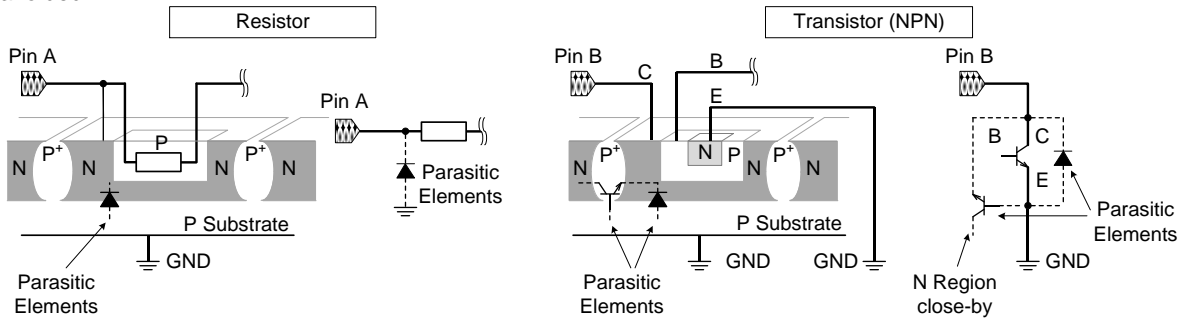 Resistor
Pin A
N
P+
N
P
N
P+
N
P Substrate
GND
Parasitic
Elements
Pin A
Parasitic
Elements
Transistor (NPN)
Pin B
C
B
E
N
P+
N
N
P
N
P+
N
P Substrate
GND
GND
Parasitic
Elements
Pin B
B
C
E
Parasitic
Elements
GND
N Region
close-by